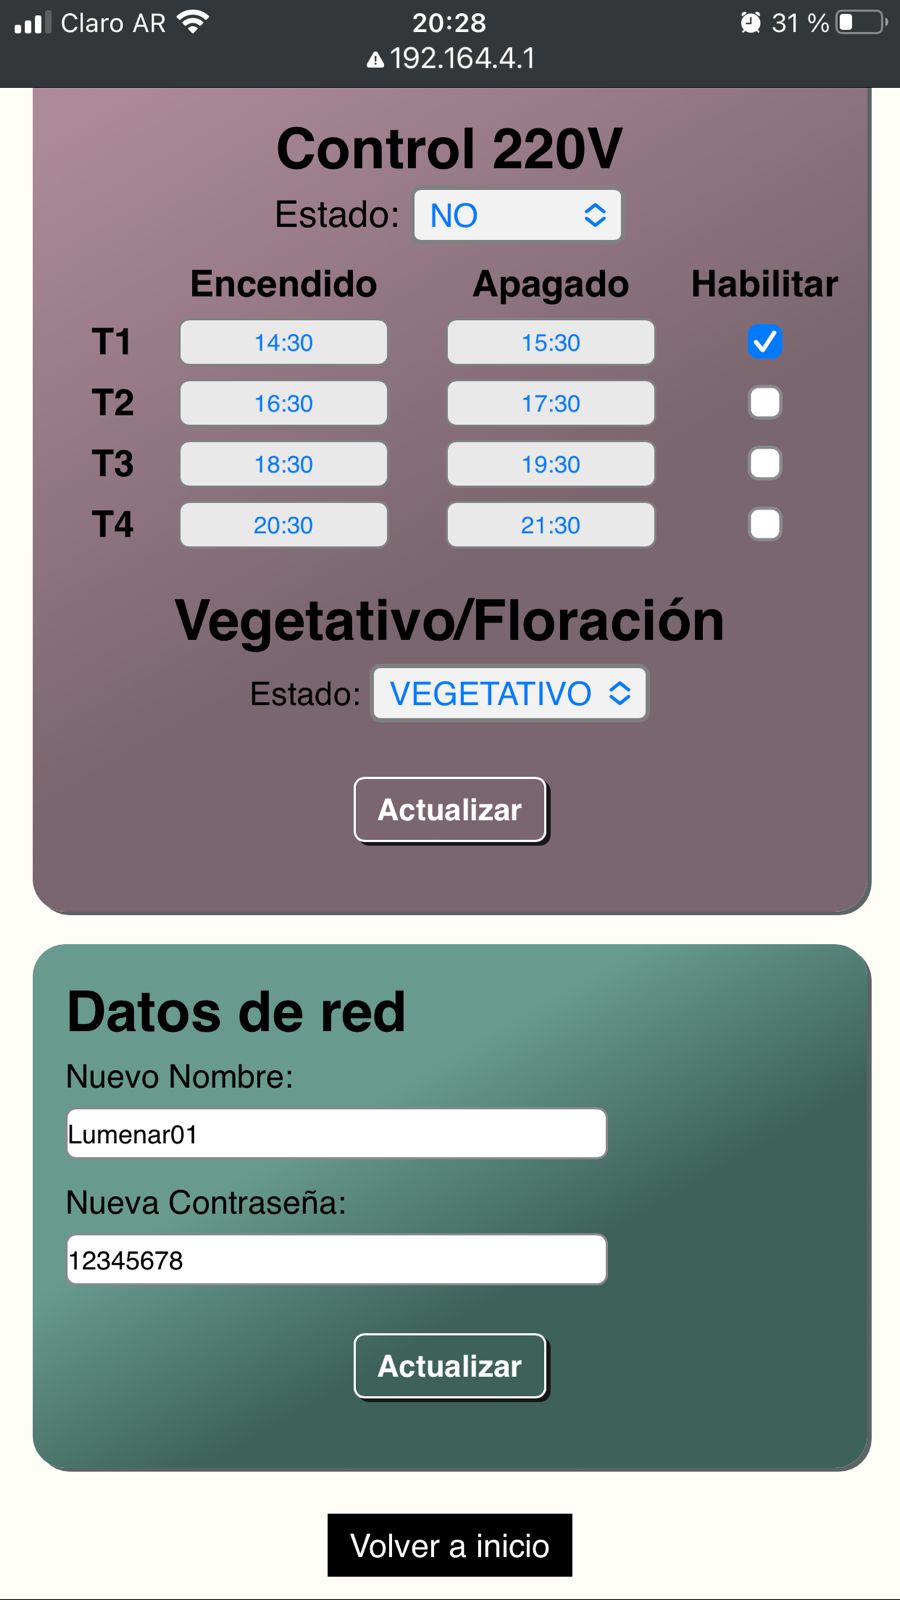 Claro AR 20:28 31 %
192.164.4.1
Control 220V
Estado: NO
Encendido Apagado Habilitar
T1 14:30 15:30
T2 16:30 17:30
T3 18:30 19:30
T4 20:30 21:30
Vegetativo/Floración
Estado: VEGETATIVO
Actualizar
Datos de red
Nuevo Nombre:
Lumenar01
Nueva Contraseña:
12345678
Actualizar
Volver a inicio